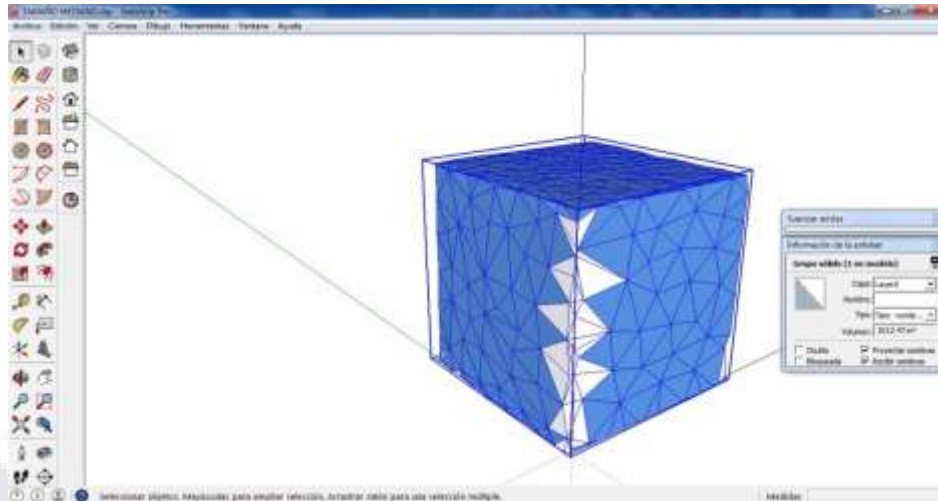 Archivo Edición Ver Cámara Dibujo Herramientas Ventana Ayuda
Suavizar aristas
Información de la entidad
Grupo sólido (1 en modelo)
Capa: Layer0
Nombre:
Tipo: Tipo:
Volumen:
Oculto Proyectar sombras
Bloqueada Recibir sombras
Seleccionar objetos. Mayúsculas para ampliar selección. Arrastrar ratón para una selección múltiple.
Medidas